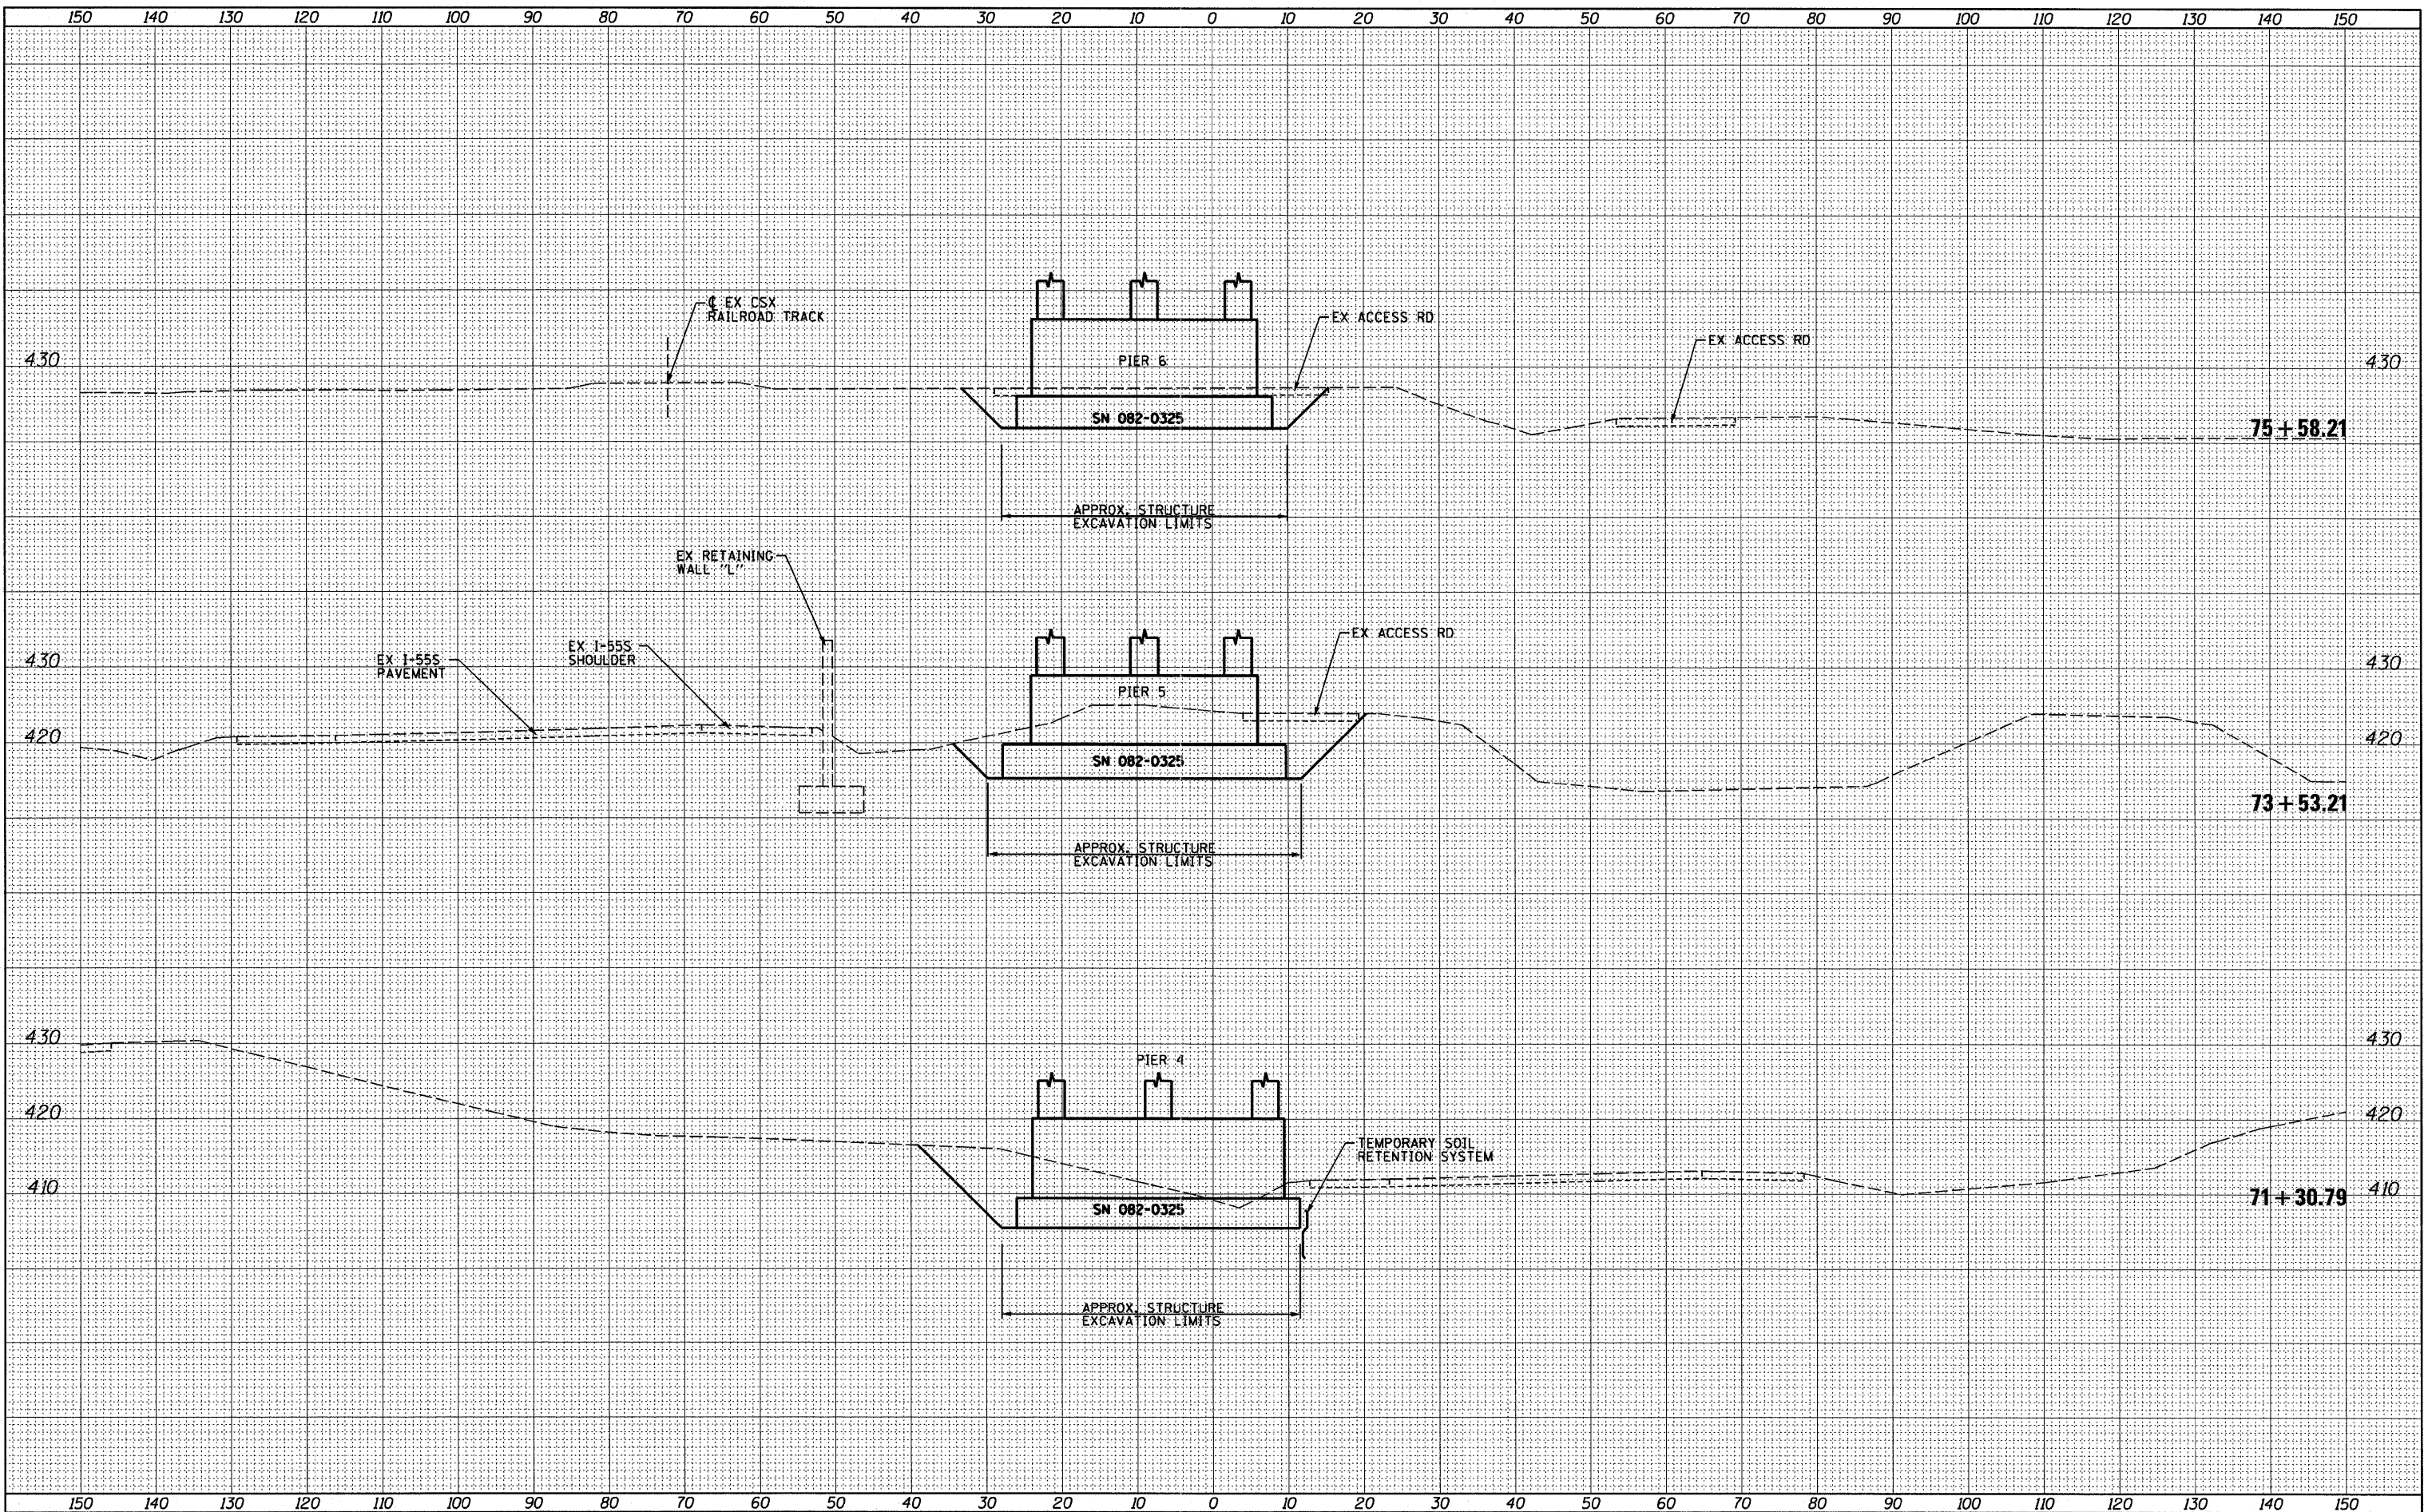 150 140 130 120 110 100 90 80 70 60 50 40 30 20 10 0 10 20 30 40 50 60 70 80 90 100 110 120 130 140 150
℄ EX CSX
RAILROAD TRACK
EX ACCESS RD
EX ACCESS RD
430
PIER 6
430
SN 082-0325
75 + 58.21
APPROX. STRUCTURE
EXCAVATION LIMITS
EX RETAINING
WALL "L"
EX I-55S
SHOULDER
EX ACCESS RD
EX I-55S
PAVEMENT
430
430
PIER 5
420
420
SN 082-0325
73 + 53.21
APPROX. STRUCTURE
EXCAVATION LIMITS
430
430
PIER 4
420
420
TEMPORARY SOIL
RETENTION SYSTEM
410
410
SN 082-0325
71 + 30.79
APPROX. STRUCTURE
EXCAVATION LIMITS
150 140 130 120 110 100 90 80 70 60 50 40 30 20 10 0 10 20 30 40 50 60 70 80 90 100 110 120 130 140 150